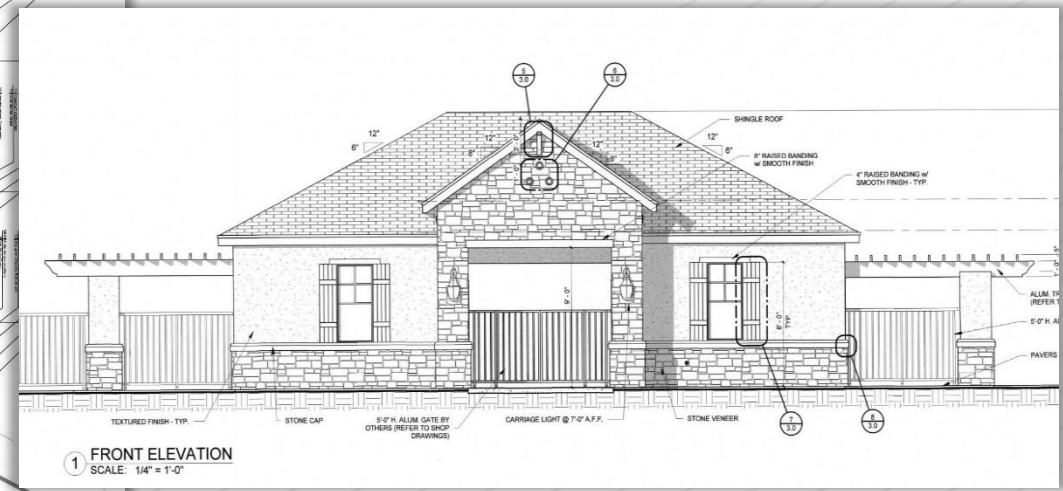 5
3.0
6
3.0
SHINGLE ROOF
12"
6"
12"
12"
6"
8" RAISED BANDING
w/ SMOOTH FINISH
4" RAISED BANDING w/
SMOOTH FINISH - TYP.
9' - 0"
8' - 0"
TYP.
ALUM. TR
(REFER T
5'-0" H. AL
PAVERS
TEXTURED FINISH - TYP.
STONE CAP
5'-0" H. ALUM. GATE BY
OTHERS (REFER TO SHOP
DRAWINGS)
CARRIAGE LIGHT @ 7'-0" A.F.F.
STONE VENEER
7
3.0
8
3.0
1
FRONT ELEVATION
SCALE: 1/4" = 1'-0"